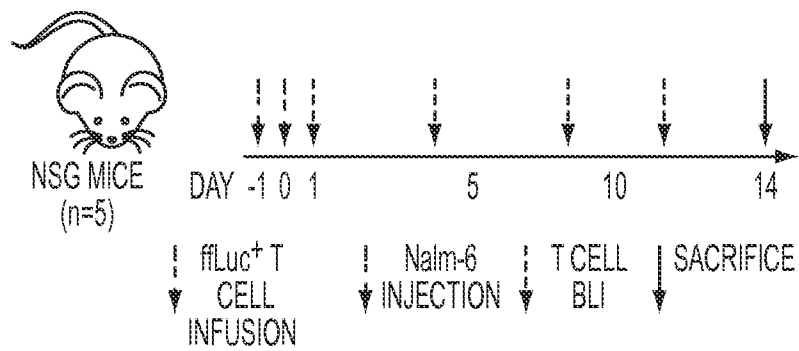 NSG MICE
(n=5)
DAY -1 0 1 5 10 14
ffLuc⁺ T
CELL
INFUSION
Nalm-6
INJECTION
T CELL
BLI
SACRIFICE